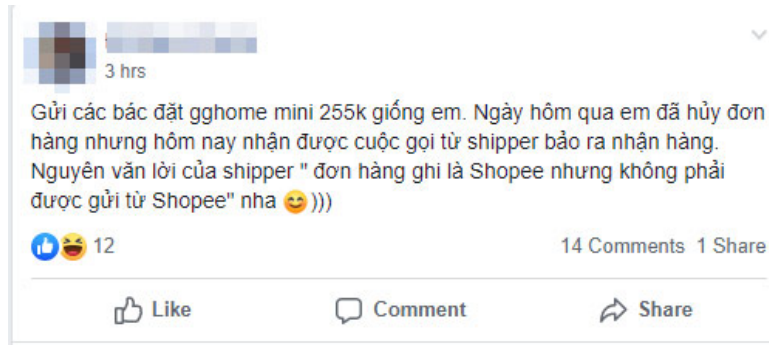 3 hrs
Gửi các bác đặt gghome mini 255k giống em. Ngày hôm qua em đã hủy đơn
hàng nhưng hôm nay nhận được cuộc gọi từ shipper bảo ra nhận hàng.
Nguyên văn lời của shipper " đơn hàng ghi là Shopee nhưng không phải
được gửi từ Shopee" nha 😊)))
12
14 Comments 1 Share
Like Comment Share